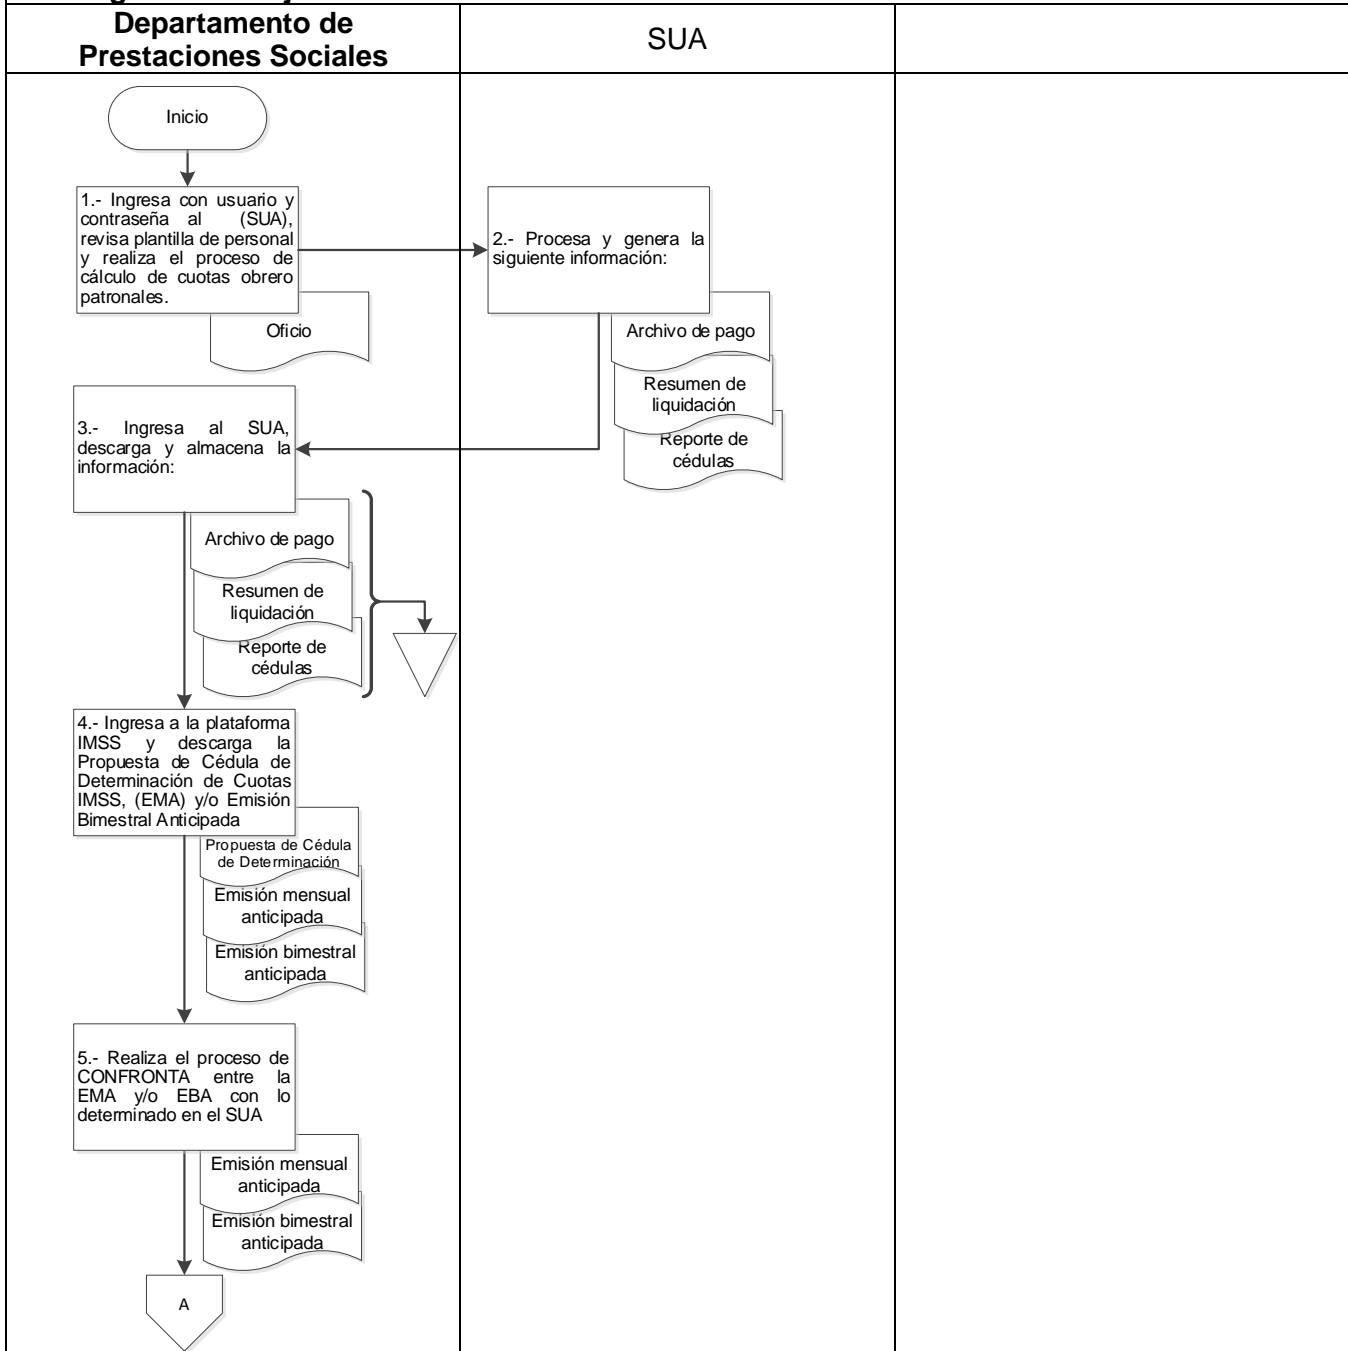 Departamento de
Prestaciones Sociales
SUA
Inicio
1.- Ingresa con usuario y
contraseña al (SUA),
revisa plantilla de personal
y realiza el proceso de
cálculo de cuotas obrero
patronales.
Oficio
2.- Procesa y genera la
siguiente información:
Archivo de pago
Resumen de
liquidación
Reporte de
cédulas
3.- Ingresa al SUA,
descarga y almacena la
información:
Archivo de pago
Resumen de
liquidación
Reporte de
cédulas
4.- Ingresa a la plataforma
IMSS y descarga la
Propuesta de Cédula de
Determinación de Cuotas
IMSS, (EMA) y/o Emisión
Bimestral Anticipada
Propuesta de Cédula
de Determinación
Emisión mensual
anticipada
Emisión bimestral
anticipada
5.- Realiza el proceso de
CONFRONTA entre la
EMA y/o EBA con lo
determinado en el SUA
Emisión mensual
anticipada
Emisión bimestral
anticipada
A